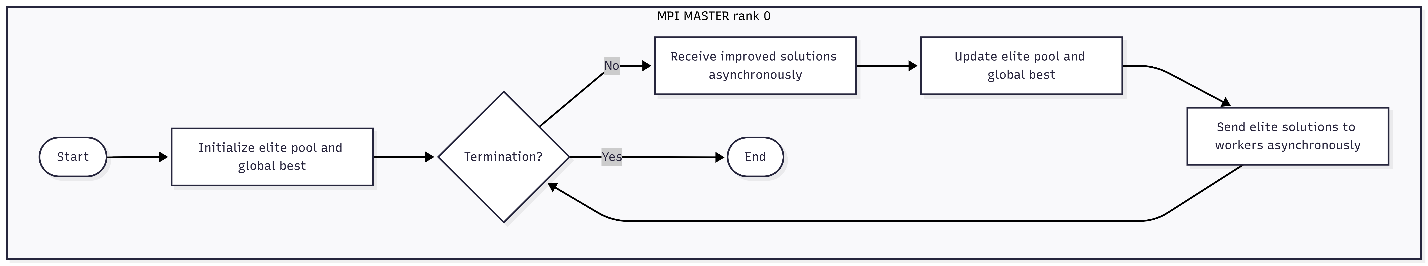 MPI MASTER rank 0
Start
Initialize elite pool and
global best
Termination?
No
Receive improved solutions
asynchronously
Update elite pool and
global best
Send elite solutions to
workers asynchronously
Yes
End